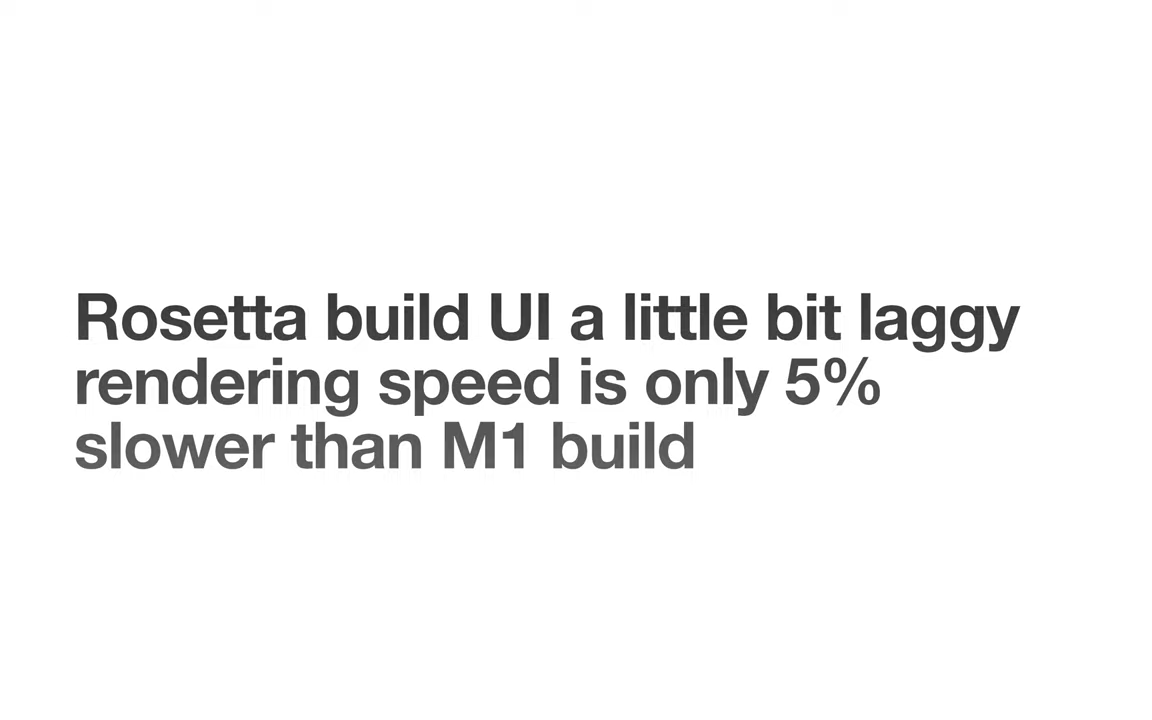 Rosetta build UI a little bit laggy
rendering speed is only 5%
slower than M1 build